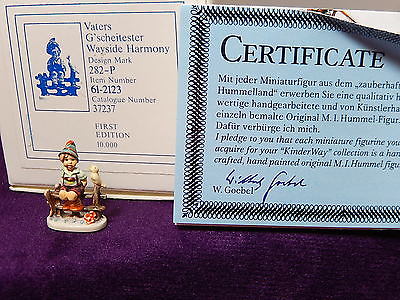 Vaters
G'scheitester
Wayside Harmony
Design Mark
282-P
Item Number
61-2123
Catalogue Number
37237
FIRST
EDITION
10.000
CERTIFICATE
Mit jeder Miniaturfigur aus dem „zauberhaft
Hummelland" erwerben Sie eine qualitativ h
wertige handgearbeitete und von Künstlerha
einzeln bemalte Original M.I. Hummel-Figur.
Dafür verbürge ich mich.
I pledge to you that each miniature figurine you
acquire for your "KinderWay" collection is a han
crafted, hand painted original M.I. Hummel figur
W. Goebel